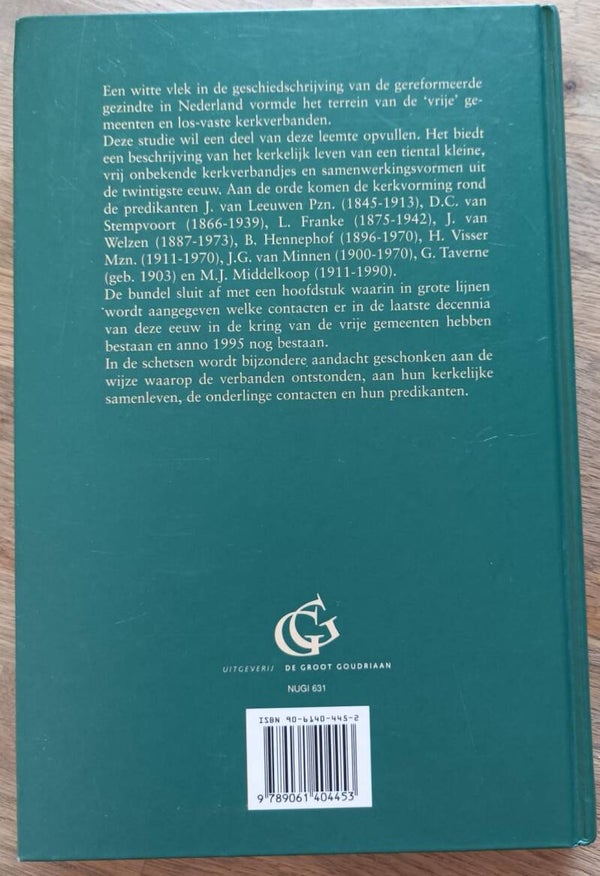 Een witte vlek in de geschiedschrijving van de gereformeerde
gezindte in Nederland vormde het terrein van de 'vrije' ge-
meenten en los-vaste kerkverbanden.
Deze studie wil een deel van deze leemte opvullen. Het biedt
een beschrijving van het kerkelijk leven van een tiental kleine,
vrij onbekende kerkverbandjes en samenwerkingsvormen uit
de twintigste eeuw. Aan de orde komen de kerkvorming rond
de predikanten J. van Leeuwen Pzn. (1845-1913), D.C. van
Stempvoort (1866-1939), L. Franke (1875-1942), J. van
Welzen (1887-1973), B. Hennephof (1896-1970), H. Visser
Mzn. (1911-1970), J.G. van Minnen (1900-1970), G. Taverne
(geb. 1903) en M.J. Middelkoop (1911-1990).
De bundel sluit af met een hoofdstuk waarin in grote lijnen
wordt aangegeven welke contacten er in de laatste decennia
van deze eeuw in de kring van de vrije gemeenten hebben
bestaan en anno 1995 nog bestaan.
In de schetsen wordt bijzondere aandacht geschonken aan de
wijze waarop de verbanden ontstonden, aan hun kerkelijke
samenleven, de onderlinge contacten en hun predikanten.
GG
UITGEVERIJ DE GROOT GOUDRIAAN
NUGI 631
ISBN 90-6140-445-2
9 789061 404453